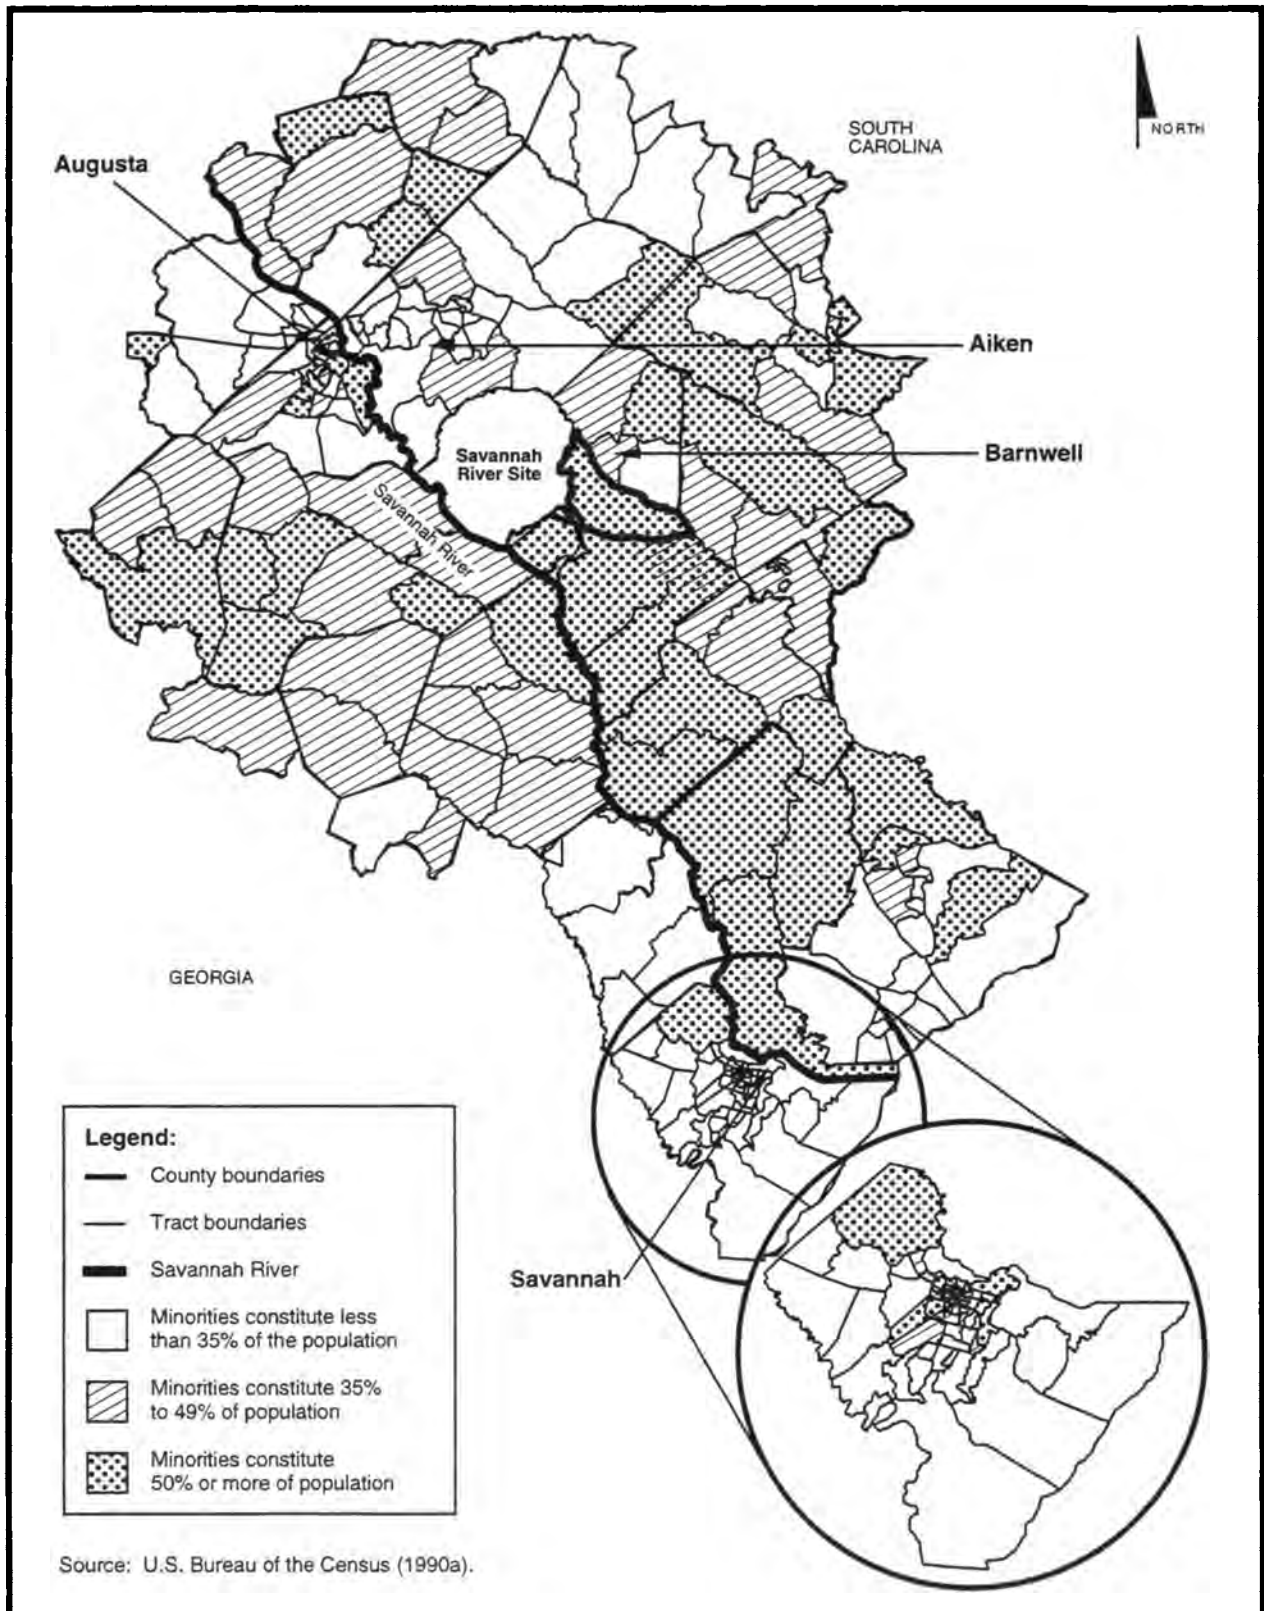 SOUTH
CAROLINA
NORTH
Augusta
Aiken
Barnwell
Savannah
River Site
Savannah River
GEORGIA
Savannah
Legend:
County boundaries
Tract boundaries
Savannah River
Minorities constitute less
than 35% of the population
Minorities constitute 35%
to 49% of population
Minorities constitute
50% or more of population
Source: U.S. Bureau of the Census (1990a).